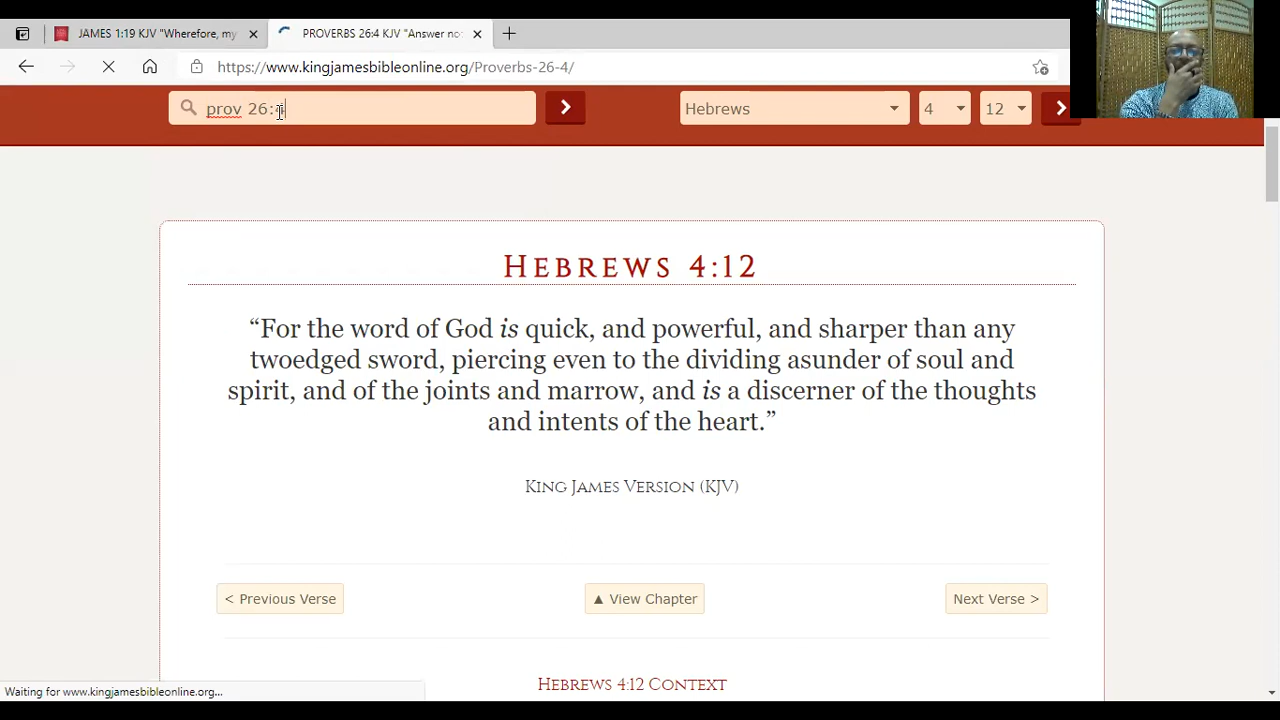 JAMES 1:19 KJV "Wherefore, my
PROVERBS 26:4 KJV "Answer no
https://www.kingjamesbibleonline.org/Proverbs-26-4/
prov 26:4
Hebrews
4
12
HEBREWS 4:12
“For the word of God is quick, and powerful, and sharper than any
twoedged sword, piercing even to the dividing asunder of soul and
spirit, and of the joints and marrow, and is a discerner of the thoughts
and intents of the heart.”
KING JAMES VERSION (KJV)
< Previous Verse
▲ View Chapter
Next Verse >
HEBREWS 4:12 CONTEXT
Waiting for www.kingjamesbibleonline.org...